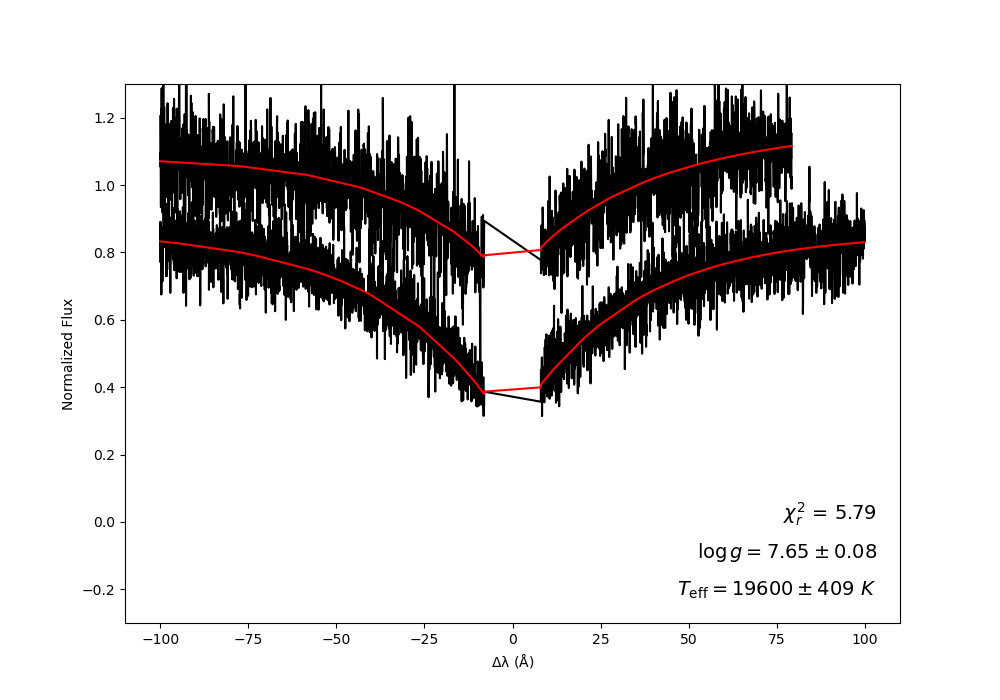 1.2
1.0
0.8
0.6
0.4
0.2
0.0
−0.2
Normalized Flux
χ²ᵣ = 5.79
log g = 7.65 ± 0.08
T_eff = 19600 ± 409 K
−100 −75 −50 −25 0 25 50 75 100
Δλ (Å)